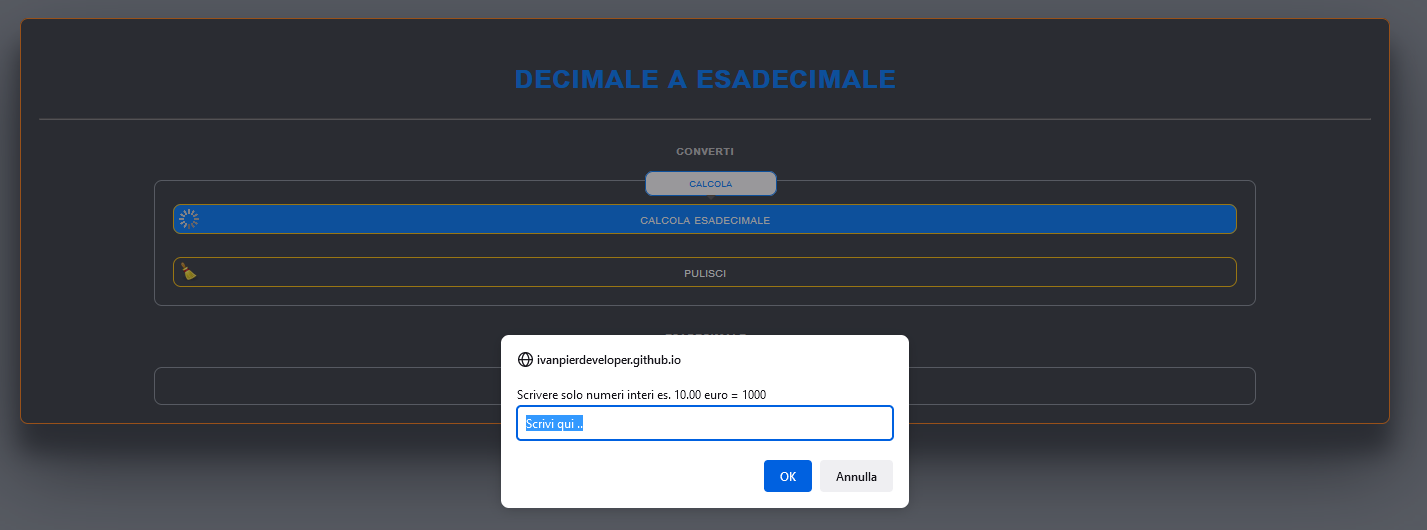 DECIMALE A ESADECIMALE
CONVERTI
CALCOLA
CALCOLA ESADECIMALE
PULISCI
ivanpierdeveloper.github.io
Scrivere solo numeri interi es. 10.00 euro = 1000
Scrivi qui ..
OK
Annulla